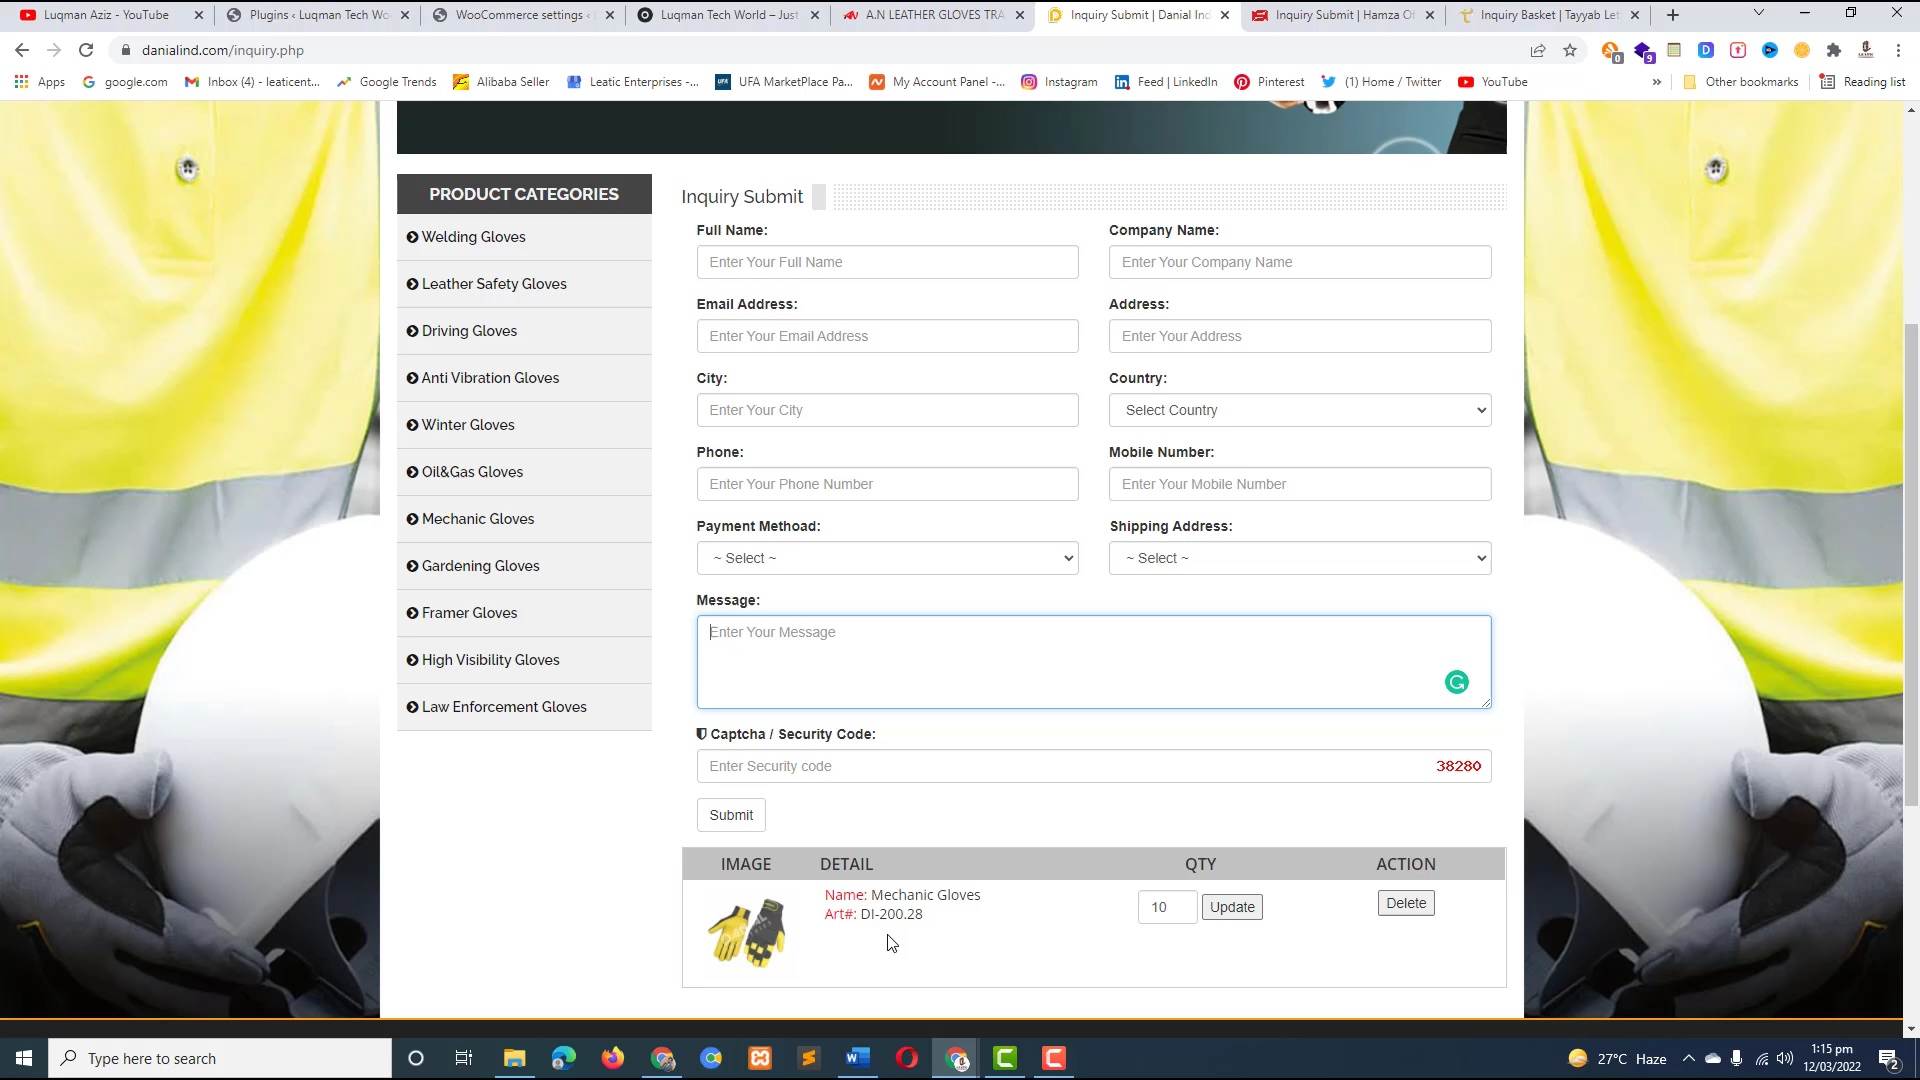 Luqman Aziz - YouTube
Plugins ‹ Luqman Tech Wo
WooCommerce settings ‹
Luqman Tech World – Just
A.N LEATHER GLOVES TRA
Inquiry Submit | Danial Ind
Inquiry Submit | Hamza Of
Inquiry Basket | Tayyab Let
danialind.com/inquiry.php
0
9
Apps
google.com
Inbox (4) - leaticent...
Google Trends
Alibaba Seller
Leatic Enterprises -...
UFA MarketPlace Pa...
My Account Panel -...
Instagram
Feed | LinkedIn
Pinterest
(1) Home / Twitter
YouTube
»
Other bookmarks
Reading list
PRODUCT CATEGORIES
Welding Gloves
Leather Safety Gloves
Driving Gloves
Anti Vibration Gloves
Winter Gloves
Oil&Gas Gloves
Mechanic Gloves
Gardening Gloves
Framer Gloves
High Visibility Gloves
Law Enforcement Gloves
Inquiry Submit
Full Name:
Enter Your Full Name
Company Name:
Enter Your Company Name
Email Address:
Enter Your Email Address
Address:
Enter Your Address
City:
Enter Your City
Country:
Select Country
Phone:
Enter Your Phone Number
Mobile Number:
Enter Your Mobile Number
Payment Methoad:
~ Select ~
Shipping Address:
~ Select ~
Message:
Enter Your Message
Captcha / Security Code:
Enter Security code
38280
Submit
IMAGE DETAIL QTY ACTION
Name: Mechanic Gloves
Art#: DI-200.28
10
Update
Delete
Type here to search
27°C Haze
1:15 pm
12/03/2022
2